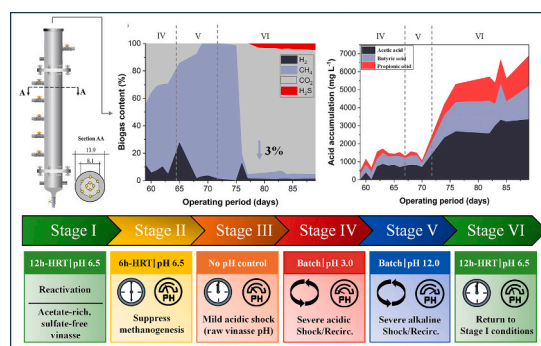 A
A
Section AA
13.9
8.1
IV
V
VI
H₂
CH₄
CO₂
H₂S
3%
100
80
60
40
20
0
Biogas content (%)
60
65
70
75
80
85
Operating period (days)
IV
V
VI
Acetic acid
Butyric acid
Propionic acid
7000
6000
5000
4000
3000
2000
1000
0
Acid accumulation (mg L⁻¹)
60
65
70
75
80
85
Operating period (days)
Stage I
Stage II
Stage III
Stage IV
Stage V
Stage VI
12h-HRT|pH 6.5
Reactivation
Acetate-rich,
sulfate-free
vinasse
6h-HRT|pH 6.5
PH
Suppress
methanogenesis
No pH control
PH
Mild acidic shock
(raw vinasse pH)
Batch|pH 3.0
PH
Severe acidic
Shock/Recirc.
Batch|pH 12.0
PH
Severe alkaline
Shock/Recirc.
12h-HRT|pH 6.5
PH
Return to
Stage I conditions